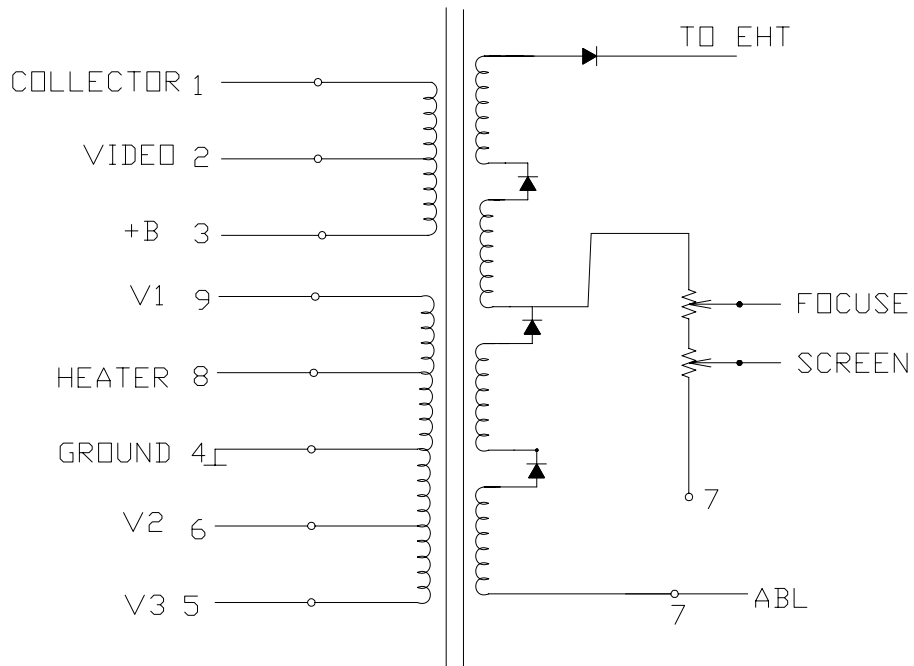 TO EHT
COLLECTOR 1
VIDEO 2
+B 3
V1 9
FOCUSE
HEATER 8
SCREEN
GROUND 4
7
V2 6
V3 5
7
ABL